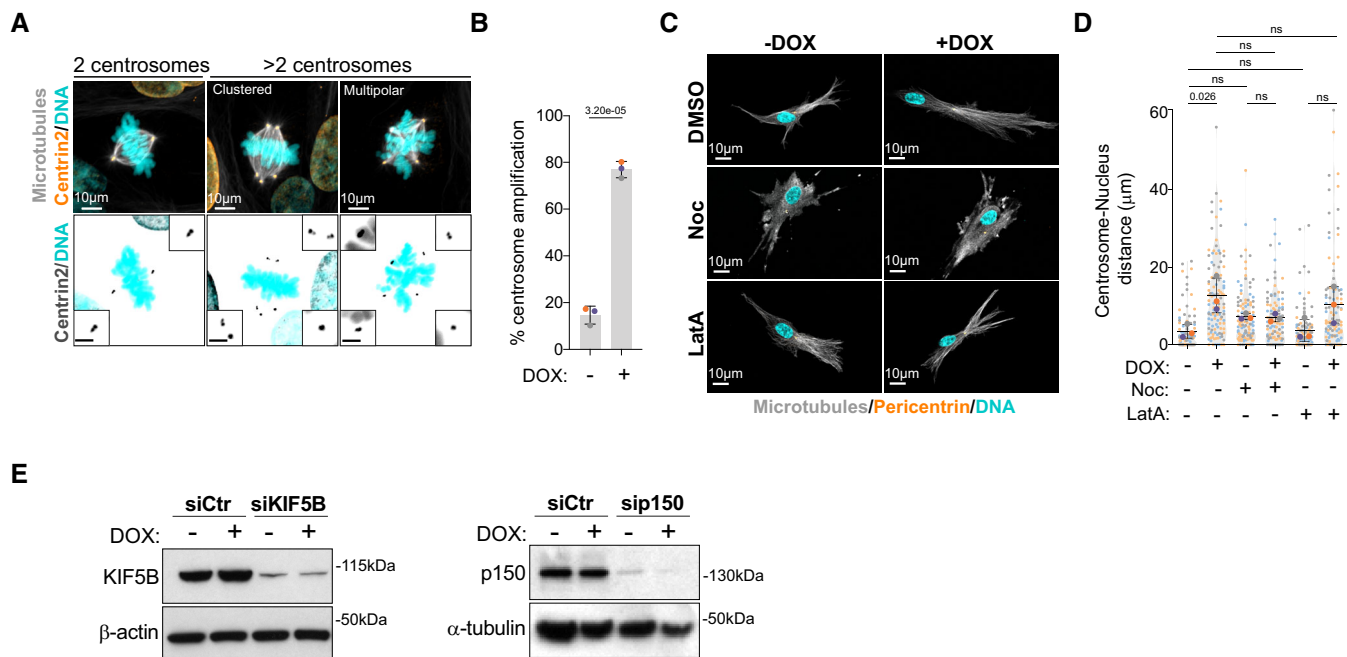 A
2 centrosomes
>2 centrosomes
Clustered
Multipolar
Microtubules
Centrin2/DNA
10μm
10μm
10μm
Centrin2/DNA
B
% centrosome amplification
100
80
60
40
20
0
3.20e-05
DOX: - +
C
-DOX
+DOX
DMSO
10μm
10μm
Noc
10μm
10μm
LatA
10μm
10μm
Microtubules/Pericentrin/DNA
D
ns
ns
ns
ns
0.026
ns
ns
Centrosome-Nucleus
distance (μm)
60
40
20
0
DOX: - + - + - +
Noc: - - + + - -
LatA: - - - - + +
E
siCtr siKIF5B
DOX: - + - +
KIF5B
-115kDa
β-actin
-50kDa
siCtr sip150
DOX: - + - +
p150
-130kDa
α-tubulin
-50kDa